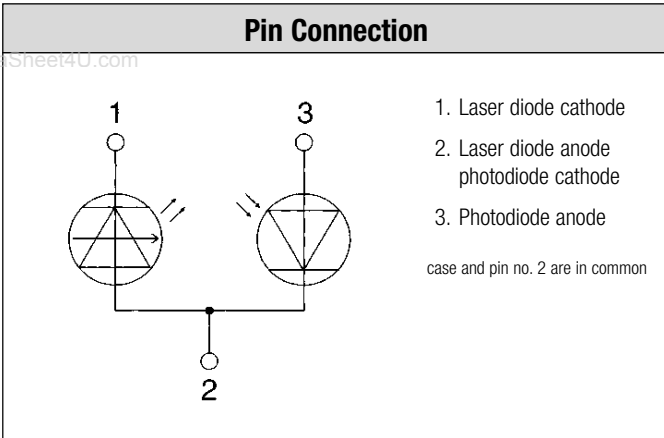 Pin Connection
aSheet4U.com
1
3
2
1. Laser diode cathode
2. Laser diode anode
photodiode cathode
3. Photodiode anode
case and pin no. 2 are in common